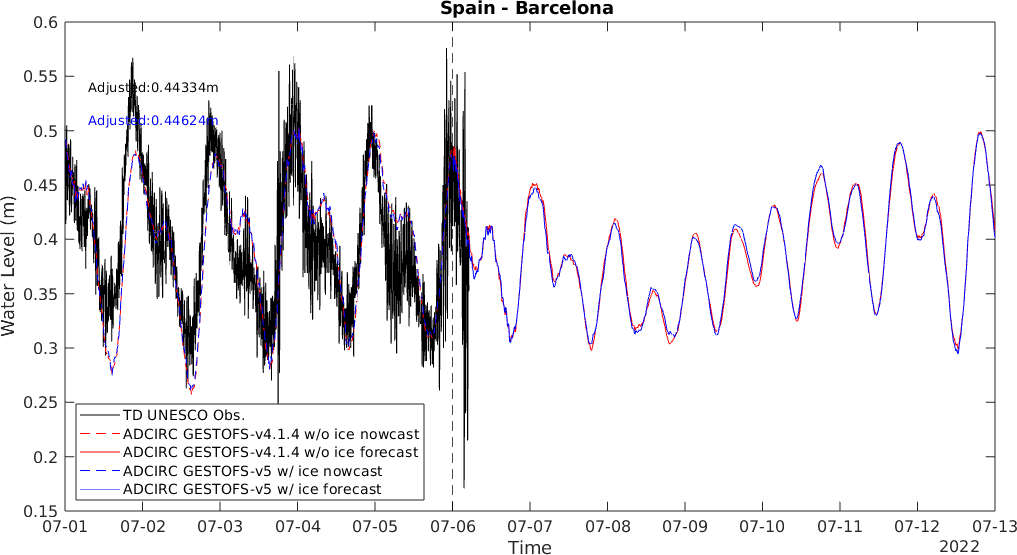 Spain - Barcelona
0.6
0.55
0.5
0.45
0.4
0.35
0.3
0.25
0.2
0.15
Water Level (m)
Adjusted:0.44334m
Adjusted:0.44624m
TD UNESCO Obs.
ADCIRC GESTOFS-v4.1.4 w/o ice nowcast
ADCIRC GESTOFS-v4.1.4 w/o ice forecast
ADCIRC GESTOFS-v5 w/ ice nowcast
ADCIRC GESTOFS-v5 w/ ice forecast
07-01 07-02 07-03 07-04 07-05 07-06 07-07 07-08 07-09 07-10 07-11 07-12 07-13
Time
2022